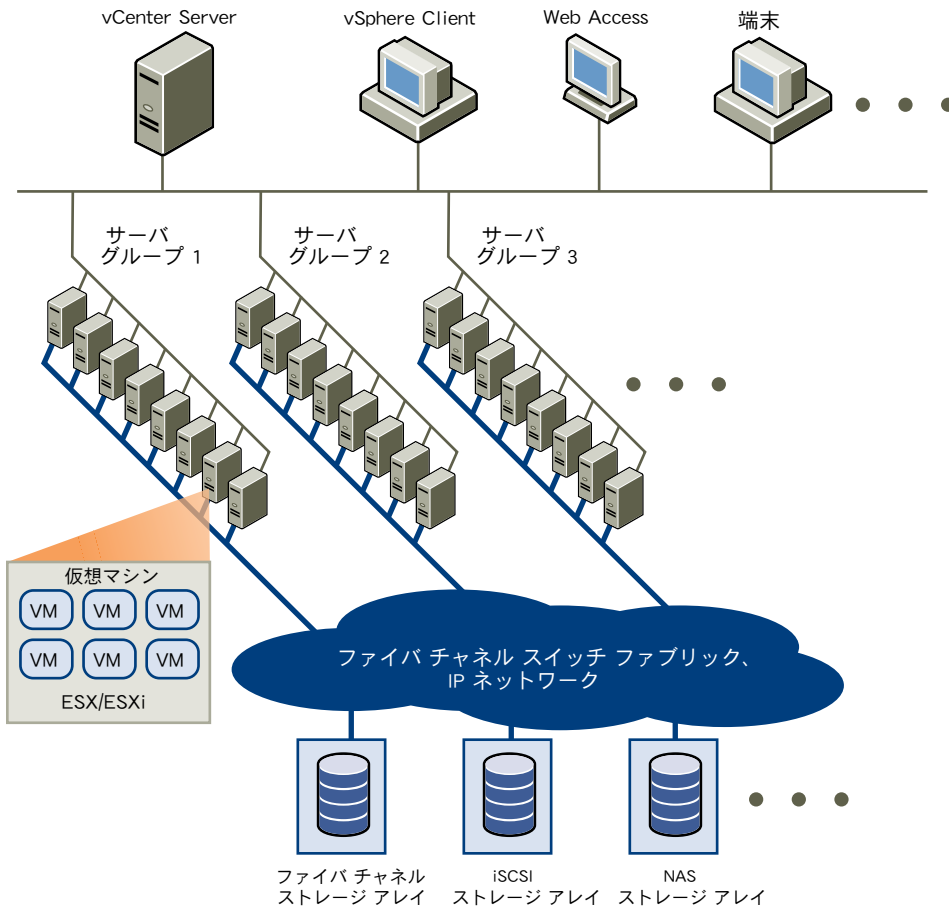 vCenter Server
vSphere Client
Web Access
端末
サーバ
グループ 1
サーバ
グループ 2
サーバ
グループ 3
仮想マシン
VM
VM
VM
VM
VM
VM
ESX/ESXi
ファイバ チャネル スイッチ ファブリック、
IP ネットワーク
ファイバ チャネル
ストレージ アレイ
iSCSI
ストレージ アレイ
NAS
ストレージ アレイ